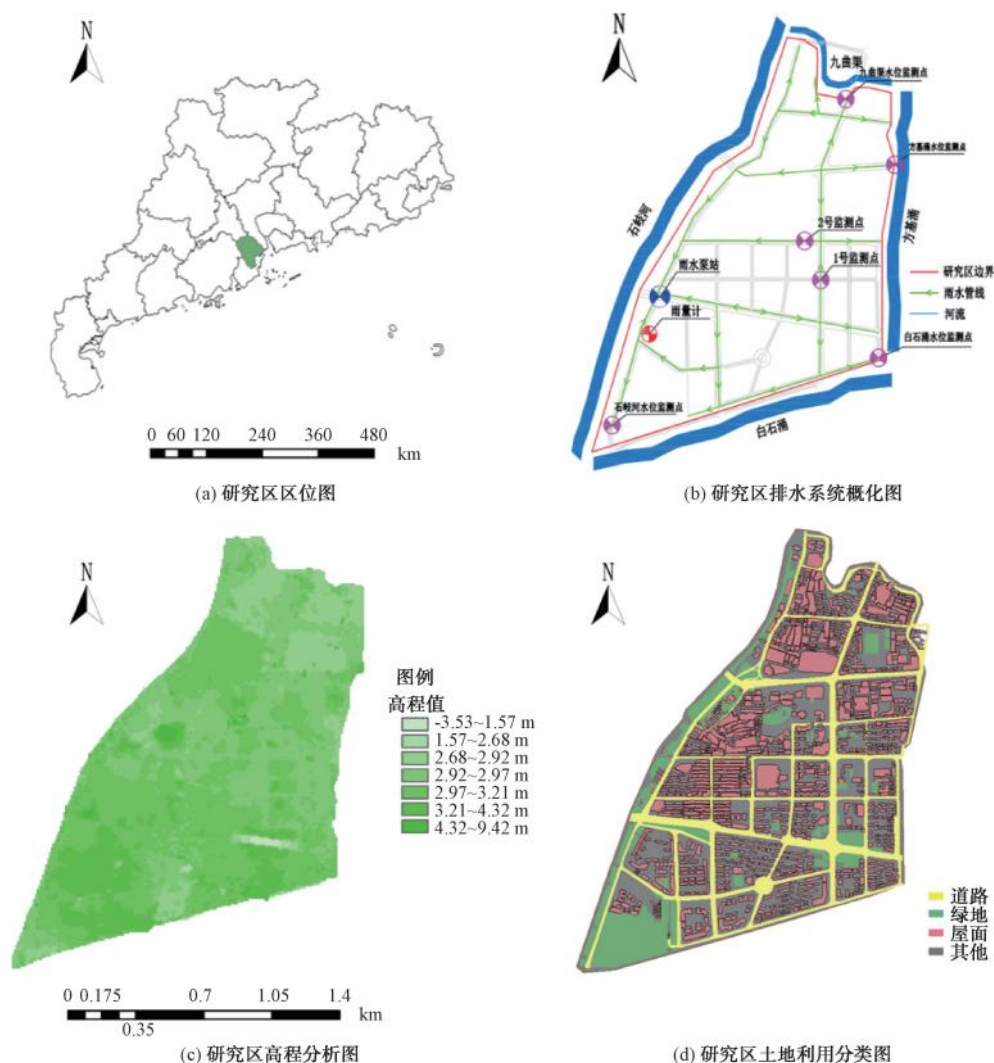 N
0 60 120 240 360 480
km
(a) 研究区区位图
N
九曲渠
九曲渠水位监测点
方基涌水位监测点
石岐河
2号监测点
方基涌
1号监测点
雨水泵站
雨量计
研究区边界
雨水管线
河流
白石涌水位监测点
石岐河水位监测点
白石涌
(b) 研究区排水系统概化图
N
图例
高程值
-3.53~1.57 m
1.57~2.68 m
2.68~2.92 m
2.92~2.97 m
2.97~3.21 m
3.21~4.32 m
4.32~9.42 m
0 0.175 0.7 1.05 1.4
0.35
km
(c) 研究区高程分析图
N
道路
绿地
屋面
其他
(d) 研究区土地利用分类图